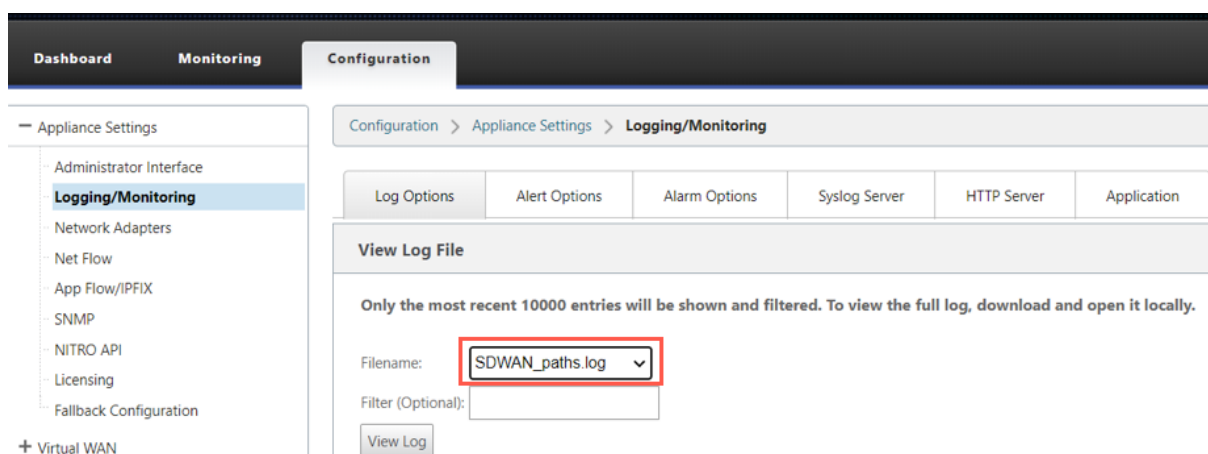 Dashboard Monitoring Configuration
Appliance Settings
Administrator Interface
Logging/Monitoring
Network Adapters
Net Flow
App Flow/IPFIX
SNMP
NITRO API
Licensing
Fallback Configuration
Virtual WAN
Configuration > Appliance Settings > Logging/Monitoring
Log Options Alert Options Alarm Options Syslog Server HTTP Server Application
View Log File
Only the most recent 10000 entries will be shown and filtered. To view the full log, download and open it locally.
Filename: SDWAN_paths.log
Filter (Optional):
View Log